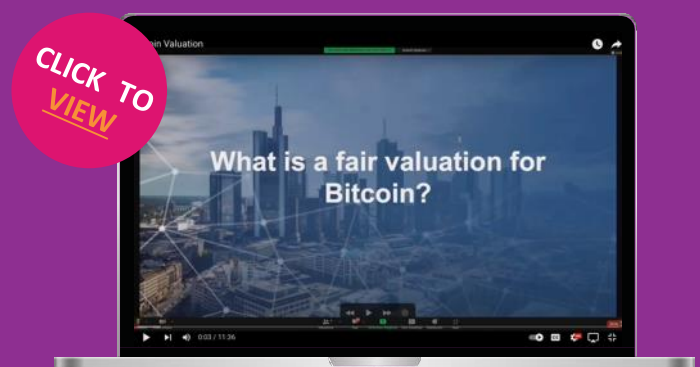 CLICK TO
VIEW
in Valuation
What is a fair valuation for
Bitcoin?
0:03 / 11:36